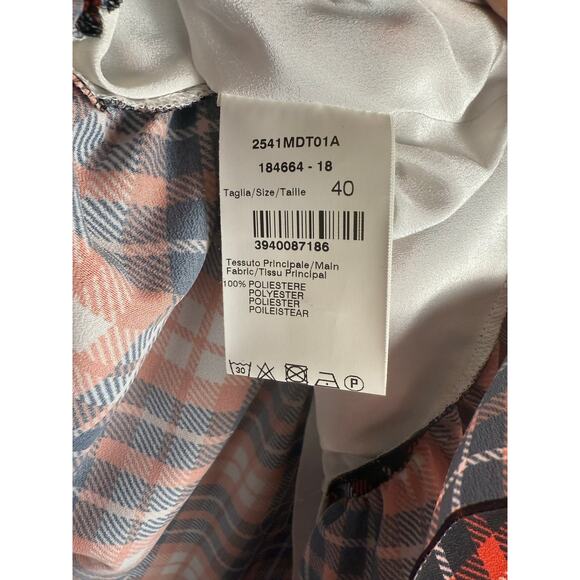 2541MDT01A
184664 - 18
Taglia/Size/Taille 40
3940087186
Tessuto Principale/Main
Fabric/Tissu Principal
100% POLIESTERE
POLYESTER
POLIESTER
POILEISTEAR
30 P